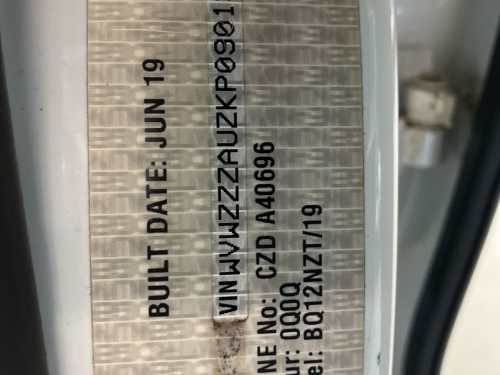 BUILT DATE: JUN 19
VIN WVWZZZAUZKP0901
NE No: CZD A40696
ur: 0Q0Q
el: BQ12NZT/19